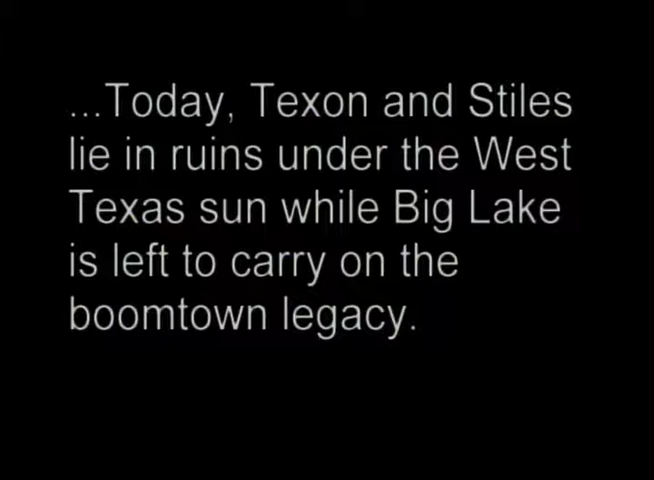 ...Today, Texon and Stiles
lie in ruins under the West
Texas sun while Big Lake
is left to carry on the
boomtown legacy.